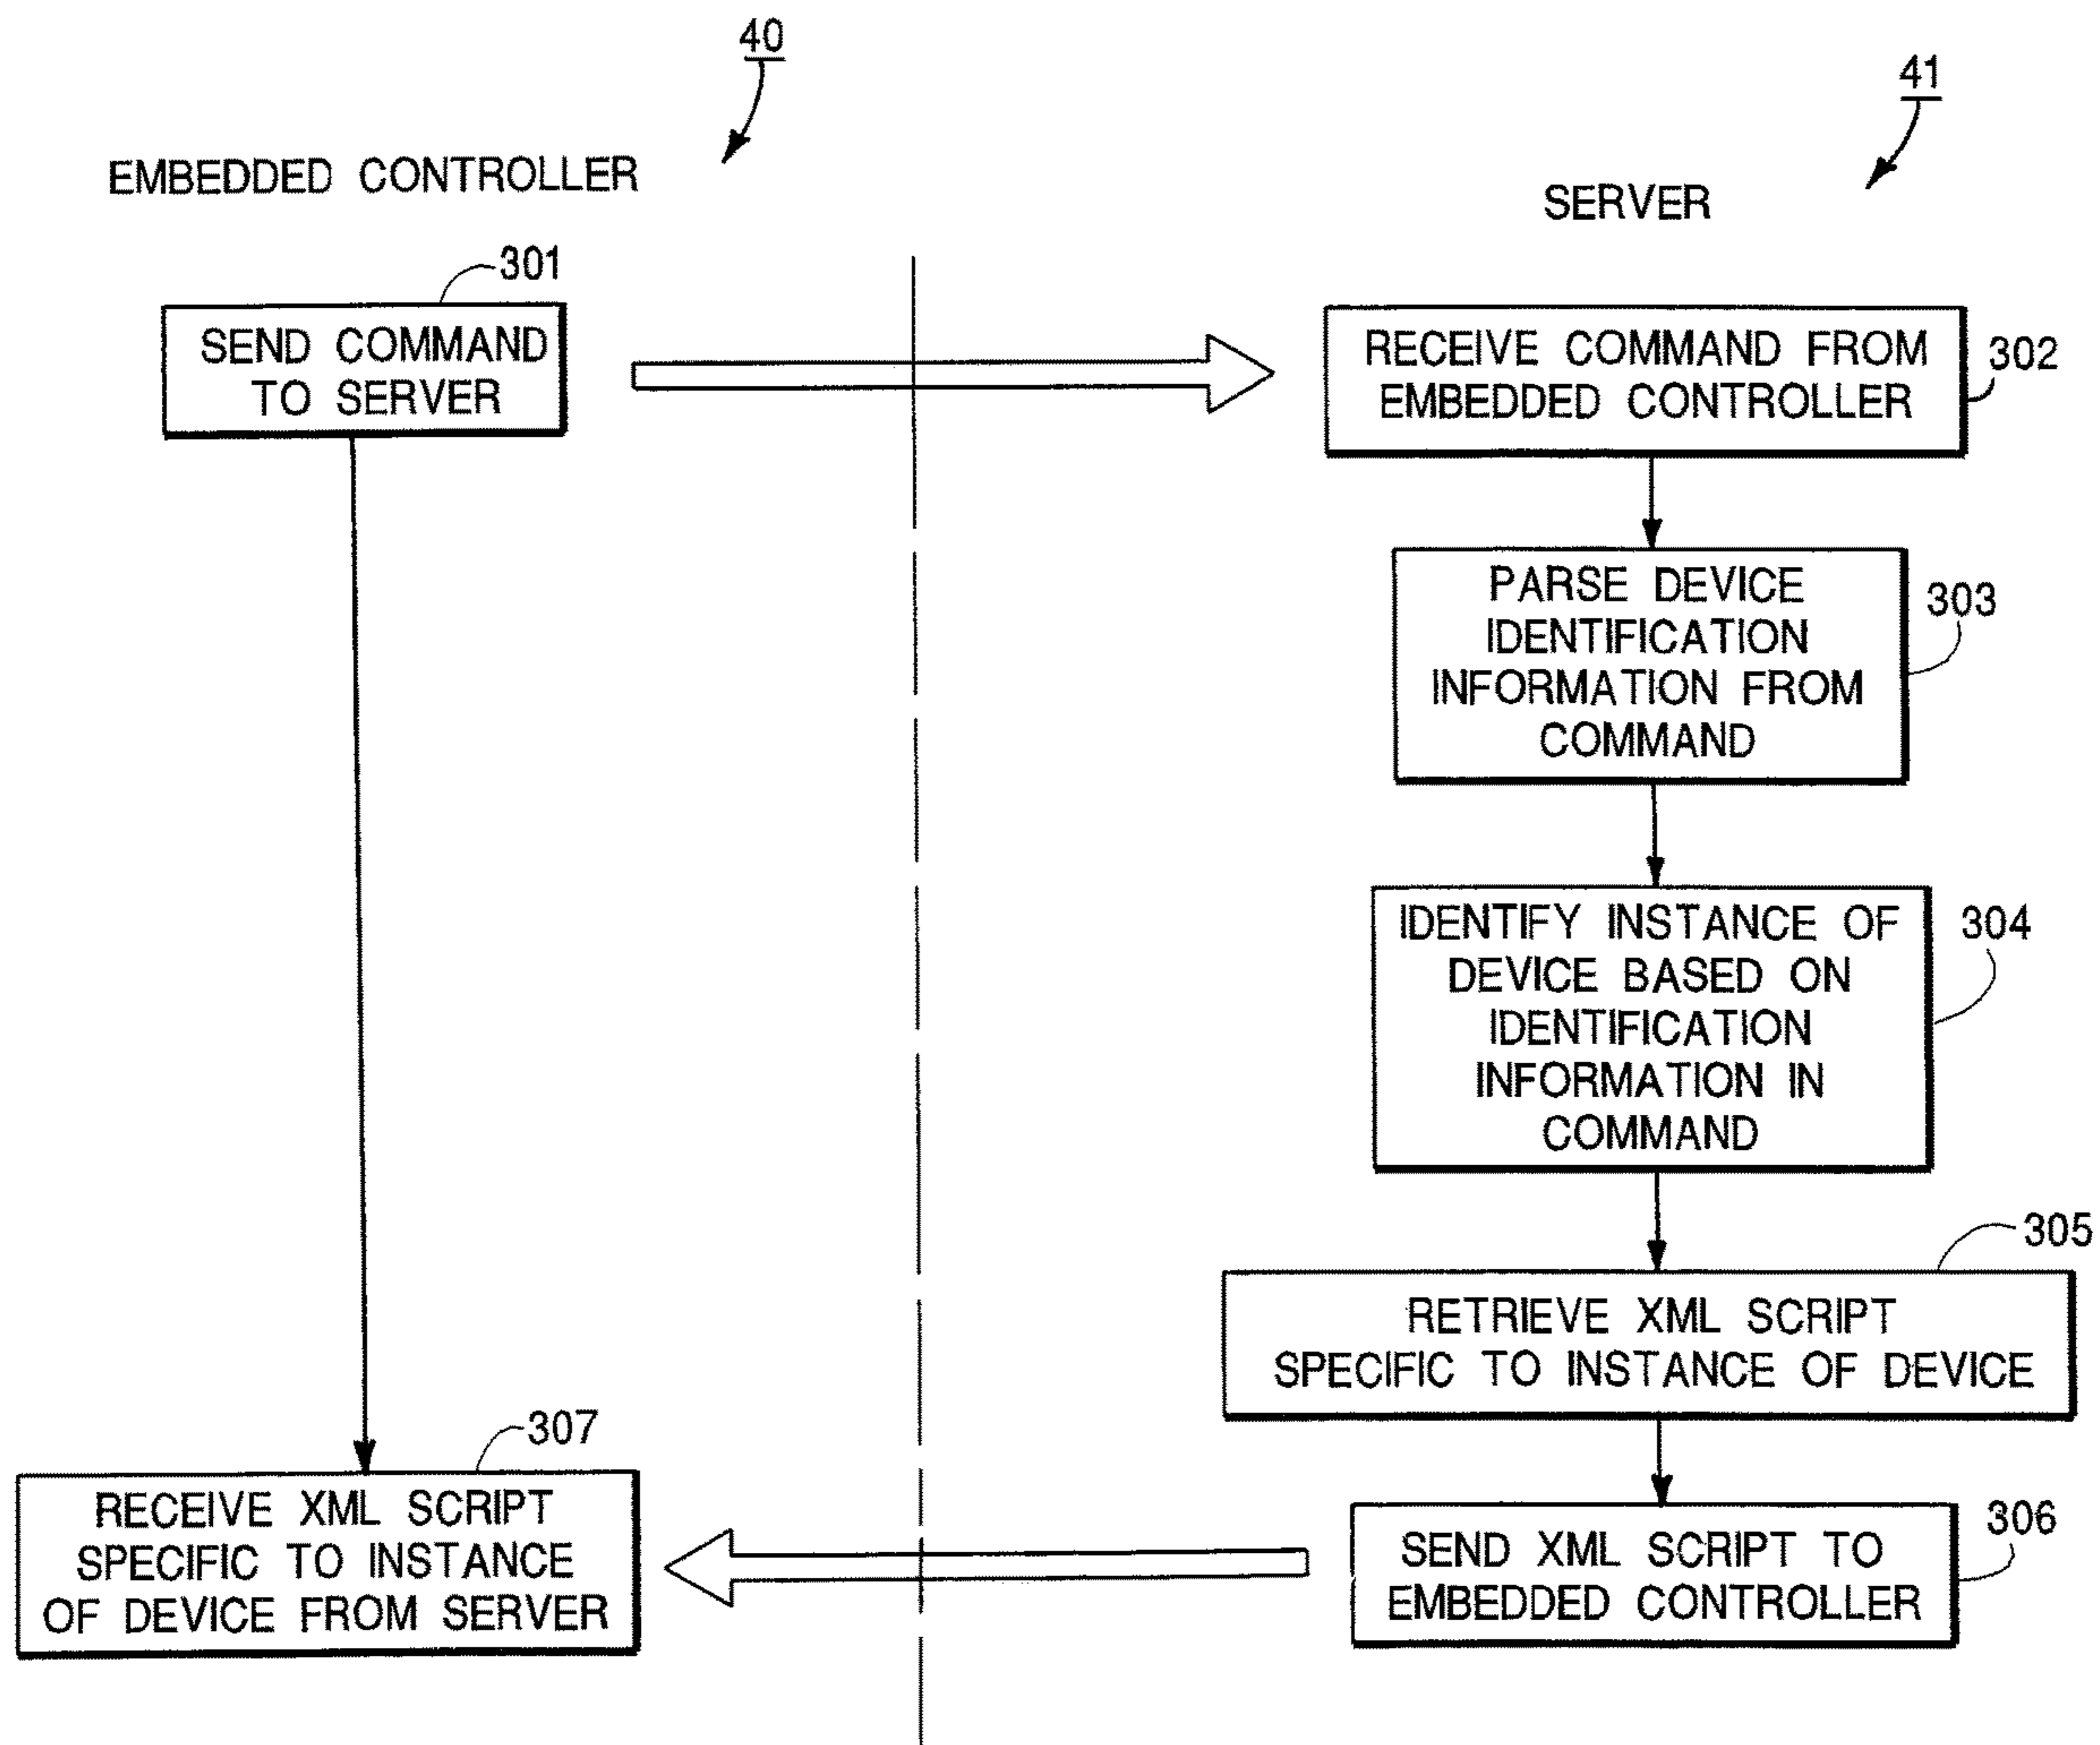 40
41
EMBEDDED CONTROLLER
SERVER
301
SEND COMMAND
TO SERVER
RECEIVE COMMAND FROM
EMBEDDED CONTROLLER
302
PARSE DEVICE
IDENTIFICATION
INFORMATION FROM
COMMAND
303
IDENTIFY INSTANCE OF
DEVICE BASED ON
IDENTIFICATION
INFORMATION IN
COMMAND
304
305
RETRIEVE XML SCRIPT
SPECIFIC TO INSTANCE OF DEVICE
306
SEND XML SCRIPT TO
EMBEDDED CONTROLLER
307
RECEIVE XML SCRIPT
SPECIFIC TO INSTANCE
OF DEVICE FROM SERVER